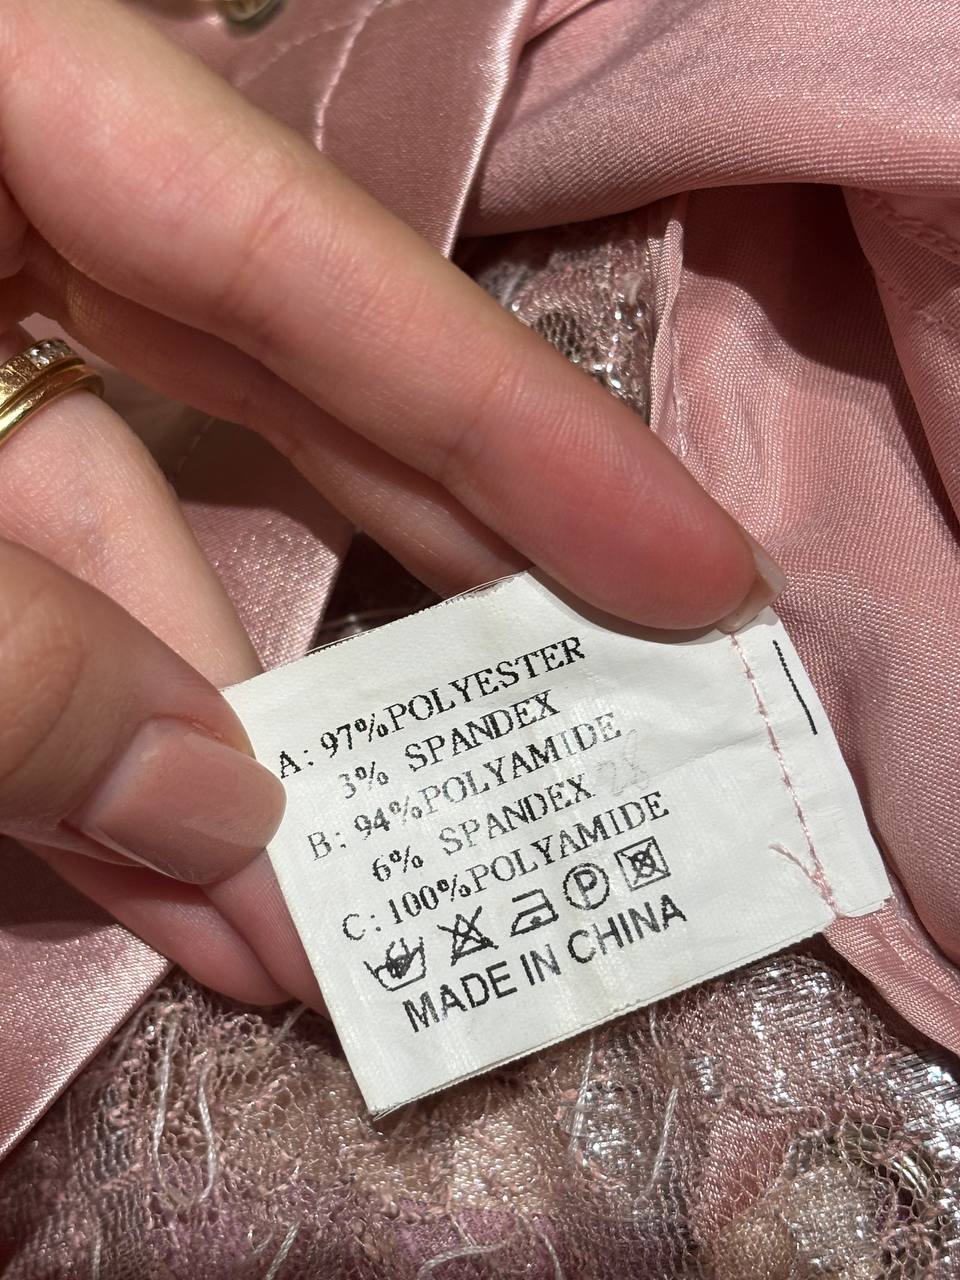 A: 97%POLYESTER
3% SPANDEX
B: 94%POLYAMIDE
6% SPANDEX
C: 100%POLYAMIDE
P
MADE IN CHINA